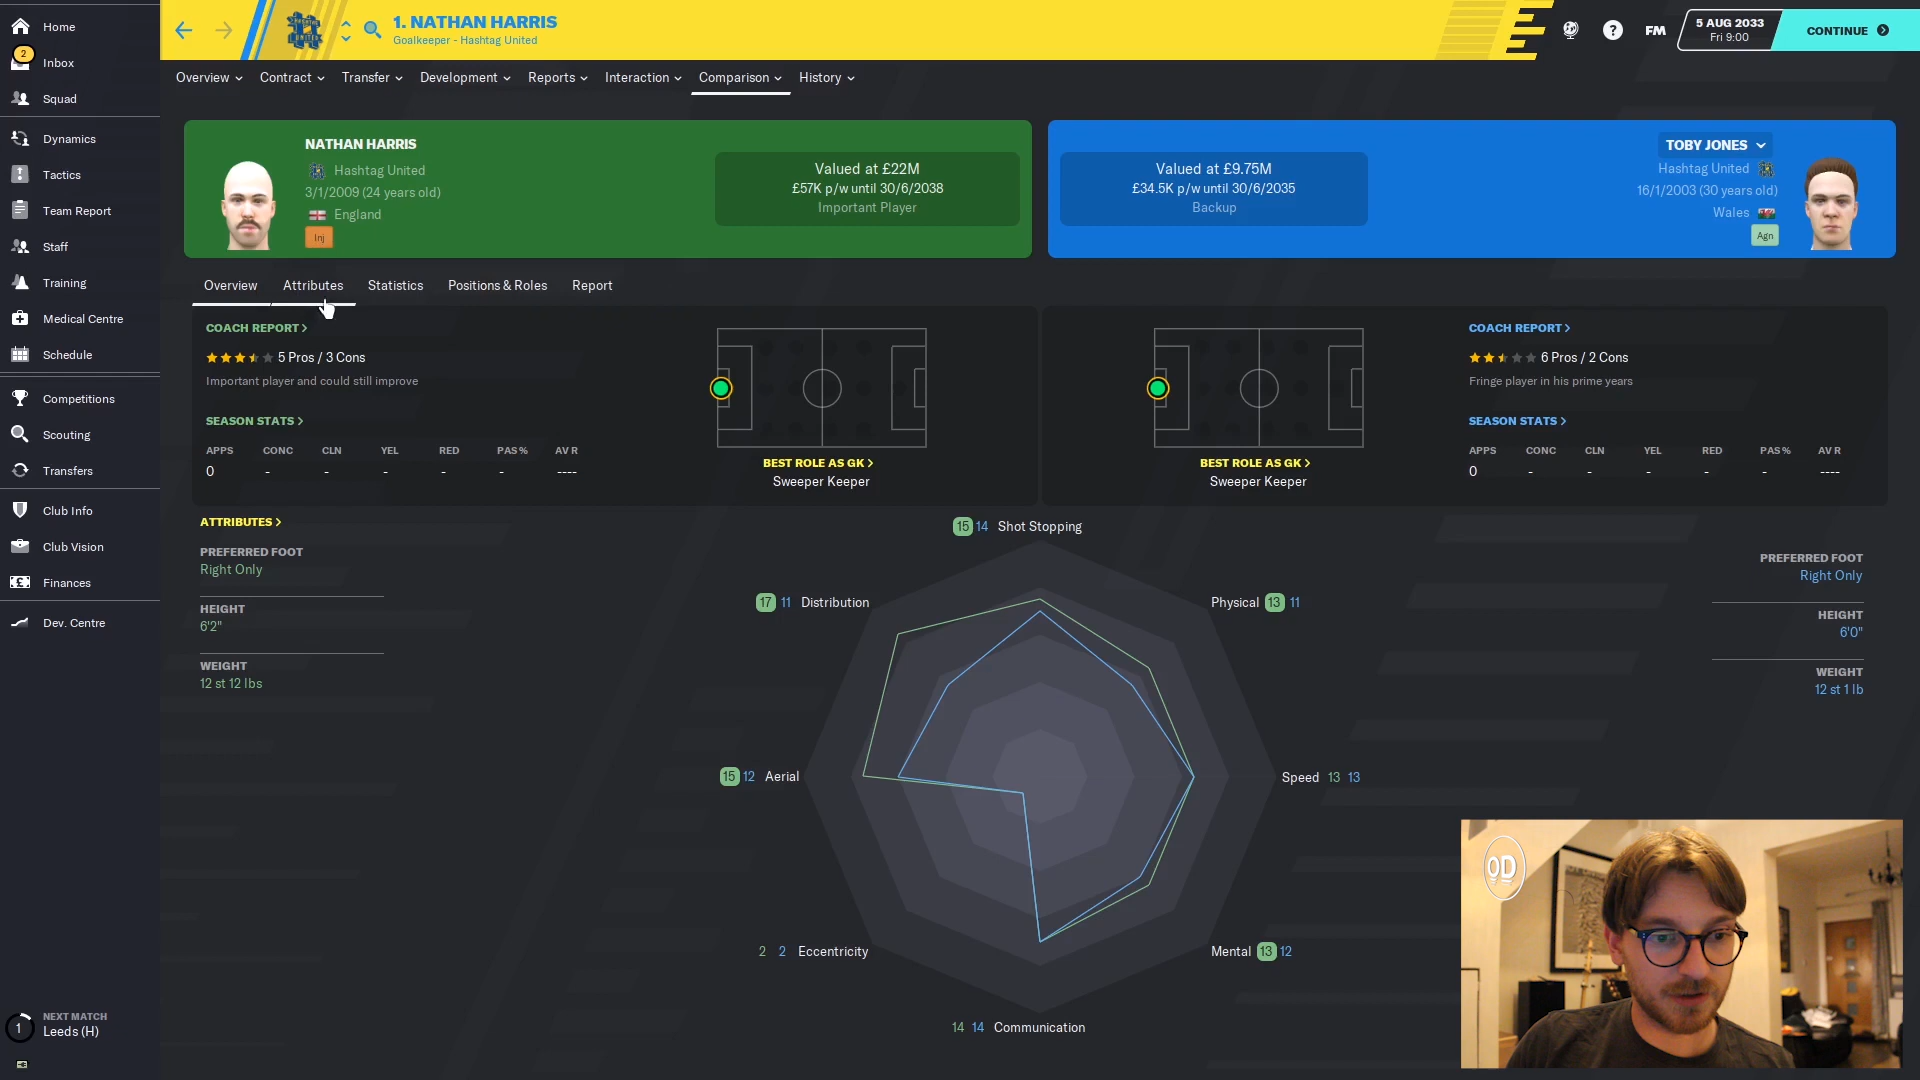 Home
2
Inbox
Squad
Dynamics
Tactics
Team Report
Staff
Training
Medical Centre
Schedule
Competitions
Scouting
Transfers
Club Info
Club Vision
Finances
Dev. Centre
1
NEXT MATCH
Leeds (H)
1. NATHAN HARRIS
Goalkeeper - Hashtag United
?
FM
5 AUG 2033
Fri 9:00
CONTINUE
Overview Contract Transfer Development Reports Interaction Comparison History
NATHAN HARRIS
Hashtag United
3/1/2009 (24 years old)
England
Inj
Valued at £22M
£57K p/w until 30/6/2038
Important Player
Valued at £9.75M
£34.5K p/w until 30/6/2035
Backup
TOBY JONES
Hashtag United
16/1/2003 (30 years old)
Wales
Agn
Overview Attributes Statistics Positions & Roles Report
COACH REPORT >
5 Pros / 3 Cons
Important player and could still improve
SEASON STATS >
APPS CONC CLN YEL RED PAS% AV R
0 - - - - - ----
BEST ROLE AS GK >
Sweeper Keeper
BEST ROLE AS GK >
Sweeper Keeper
COACH REPORT >
6 Pros / 2 Cons
Fringe player in his prime years
SEASON STATS >
APPS CONC CLN YEL RED PAS% AV R
0 - - - - - ----
ATTRIBUTES >
PREFERRED FOOT
Right Only
HEIGHT
6'2"
WEIGHT
12 st 12 lbs
15 14 Shot Stopping
17 11 Distribution
Physical 13 11
15 12 Aerial
Speed 13 13
2 2 Eccentricity
Mental 13 12
14 14 Communication
PREFERRED FOOT
Right Only
HEIGHT
6'0"
WEIGHT
12 st 1 lb
OD